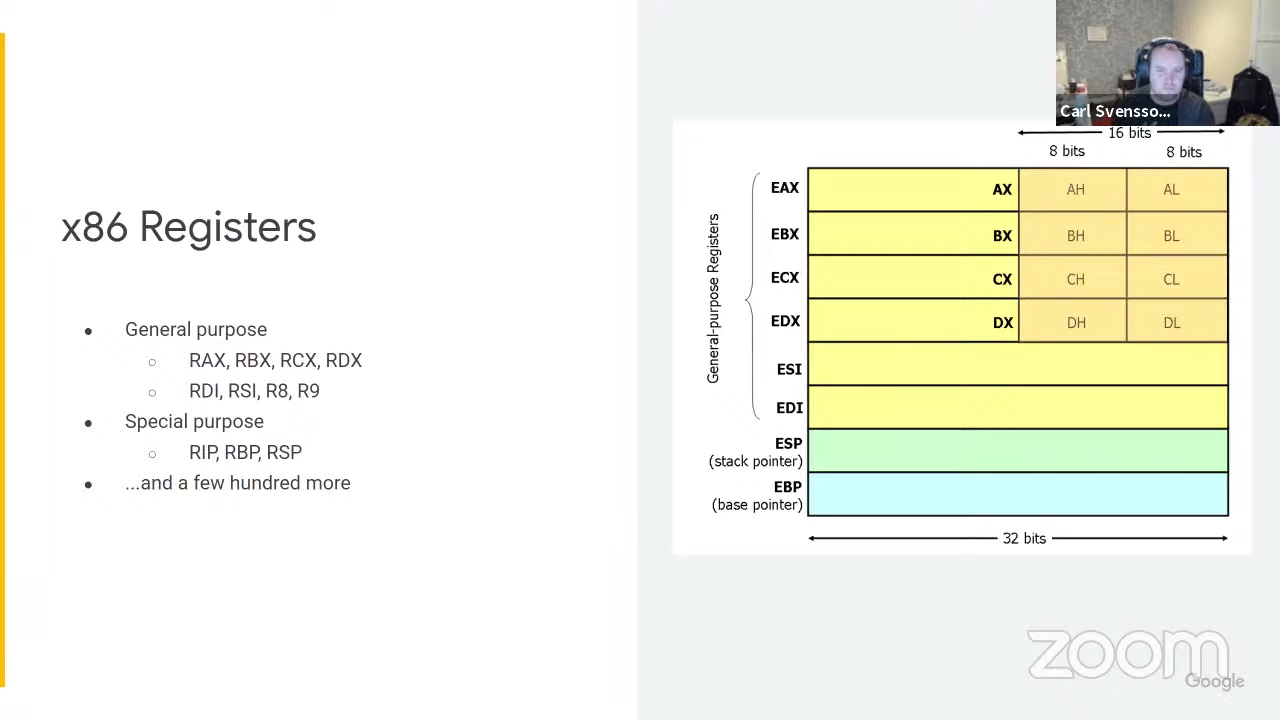 Carl Svensso...
x86 Registers
General purpose
RAX, RBX, RCX, RDX
RDI, RSI, R8, R9
Special purpose
RIP, RBP, RSP
...and a few hundred more
16 bits
8 bits 8 bits
General-purpose Registers
EAX AX AH AL
EBX BX BH BL
ECX CX CH CL
EDX DX DH DL
ESI
EDI
ESP
(stack pointer)
EBP
(base pointer)
32 bits
zoom
Google